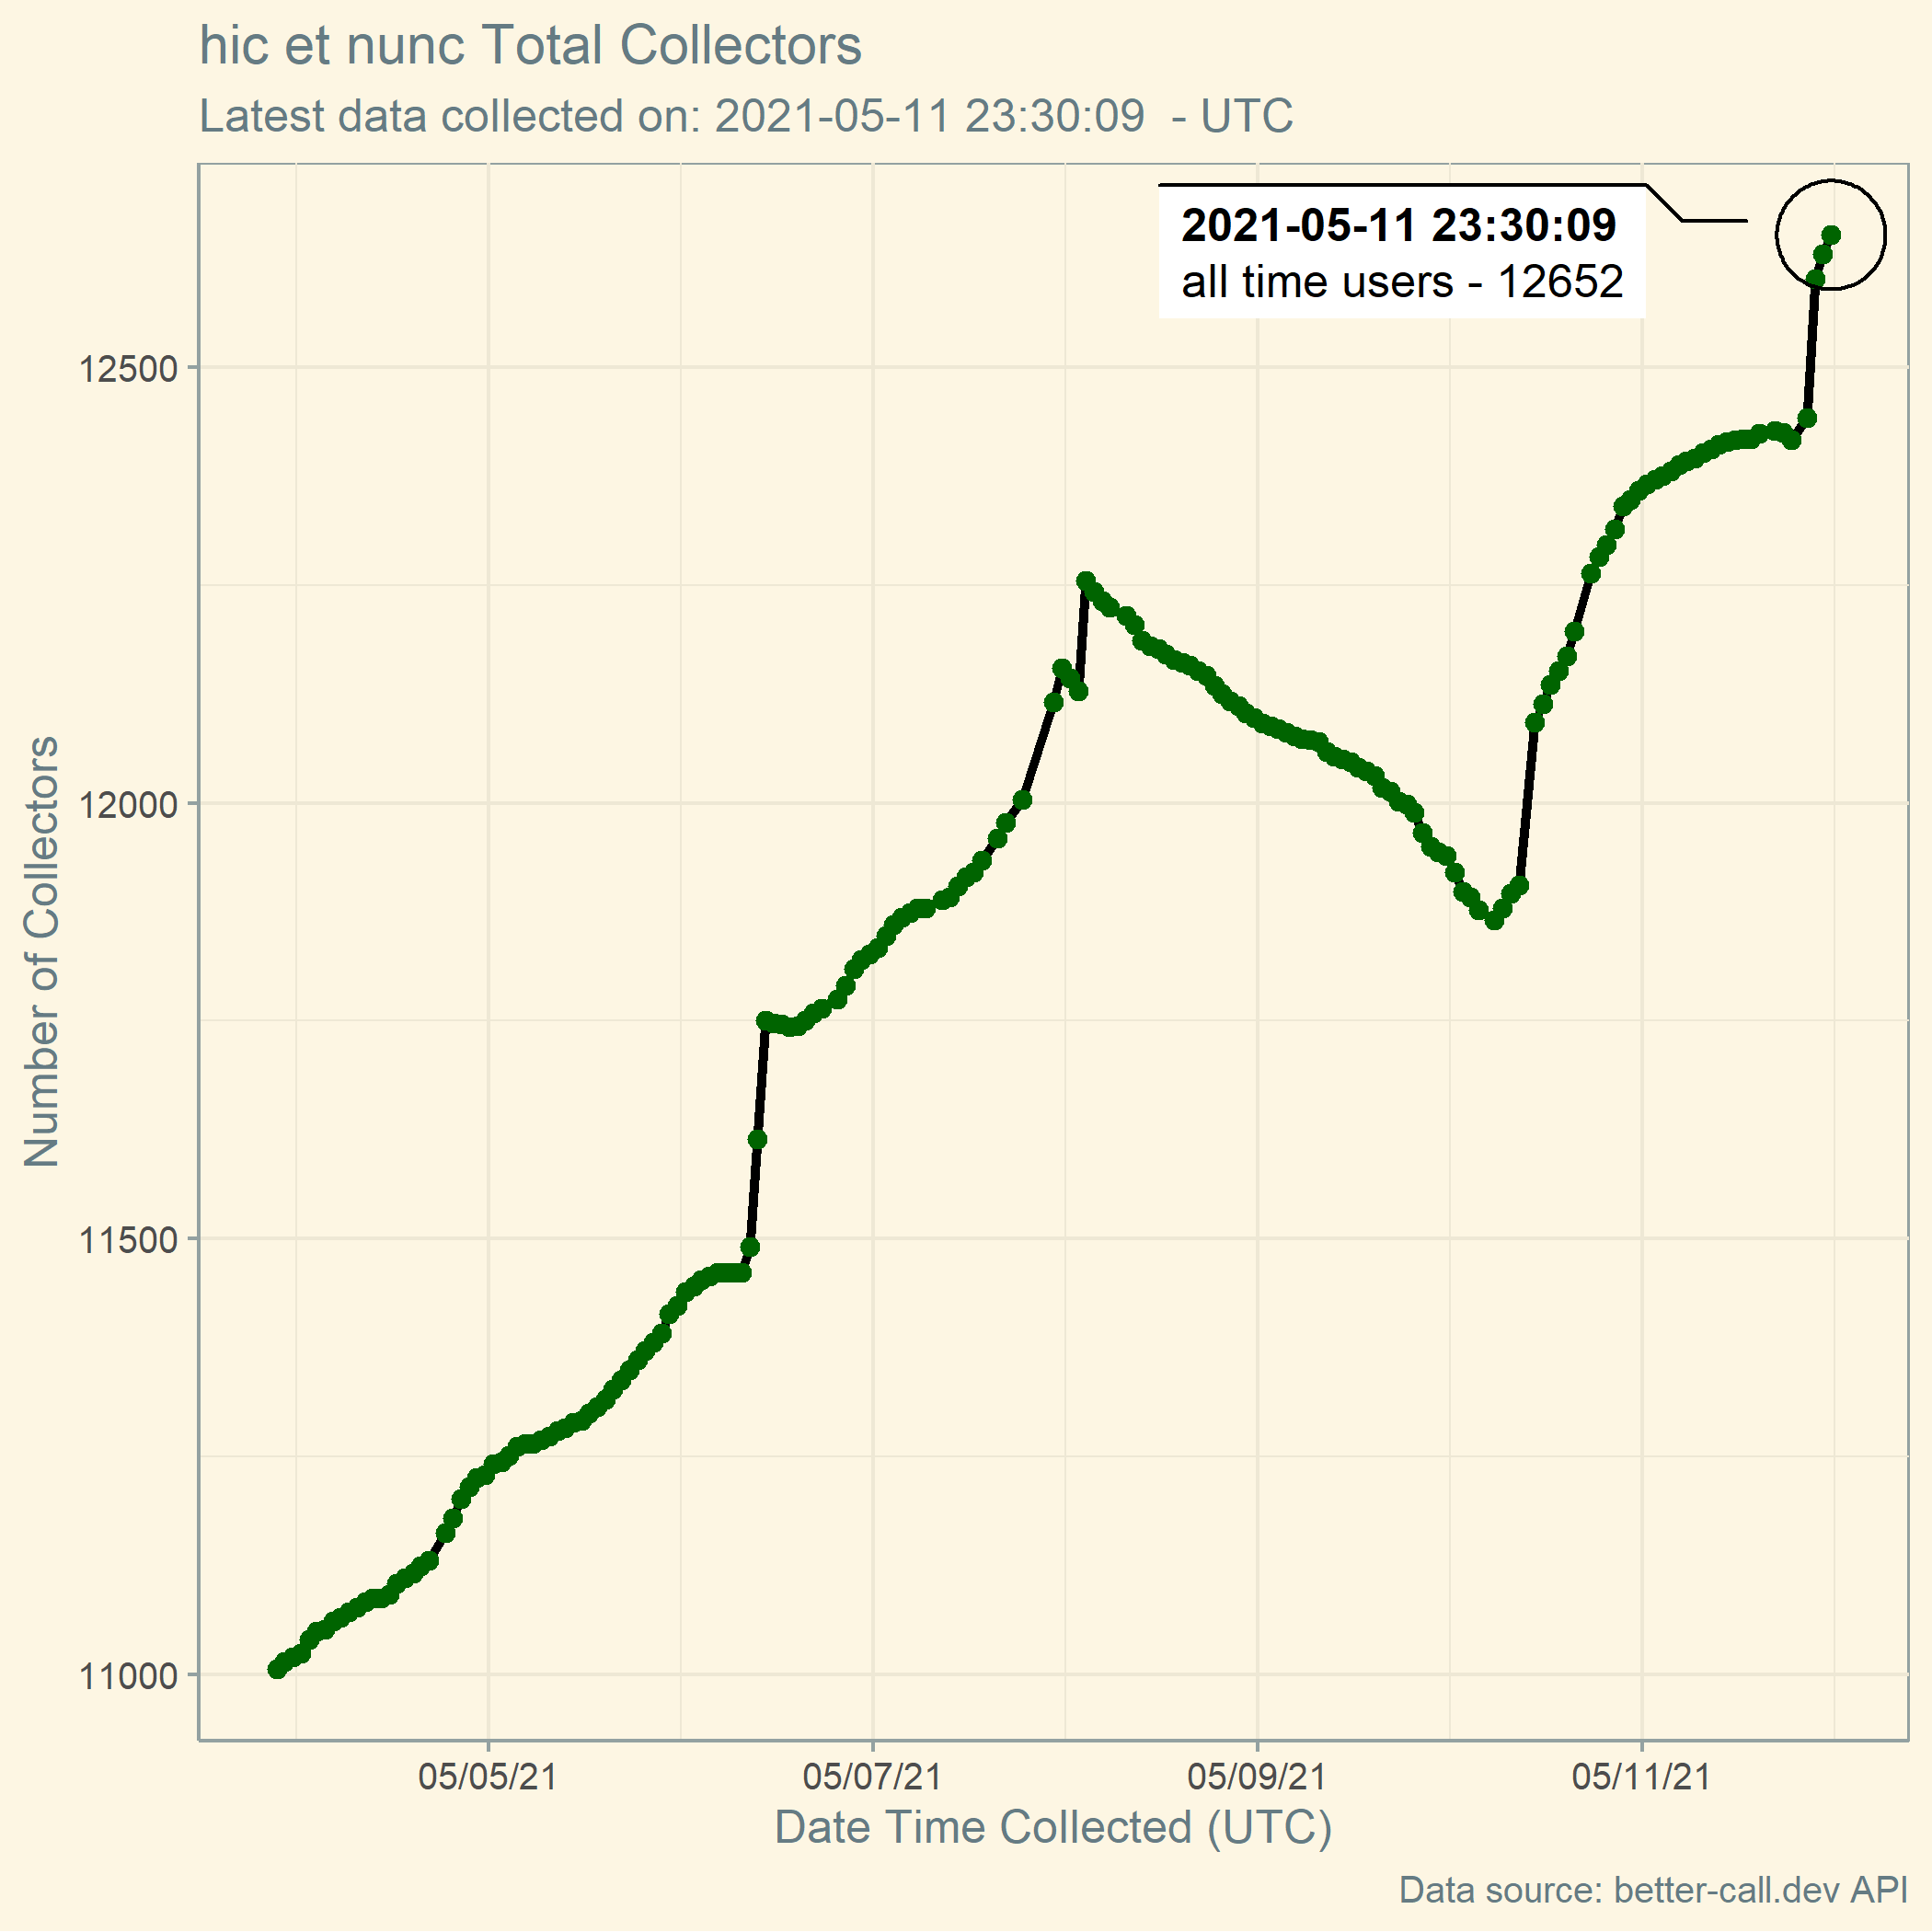 hic et nunc Total Collectors
Latest data collected on: 2021-05-11 23:30:09  - UTC
2021-05-11 23:30:09
all time users - 12652
Number of Collectors
12500
12000
11500
11000
05/05/21
05/07/21
05/09/21
05/11/21
Date Time Collected (UTC)
Data source: better-call.dev API